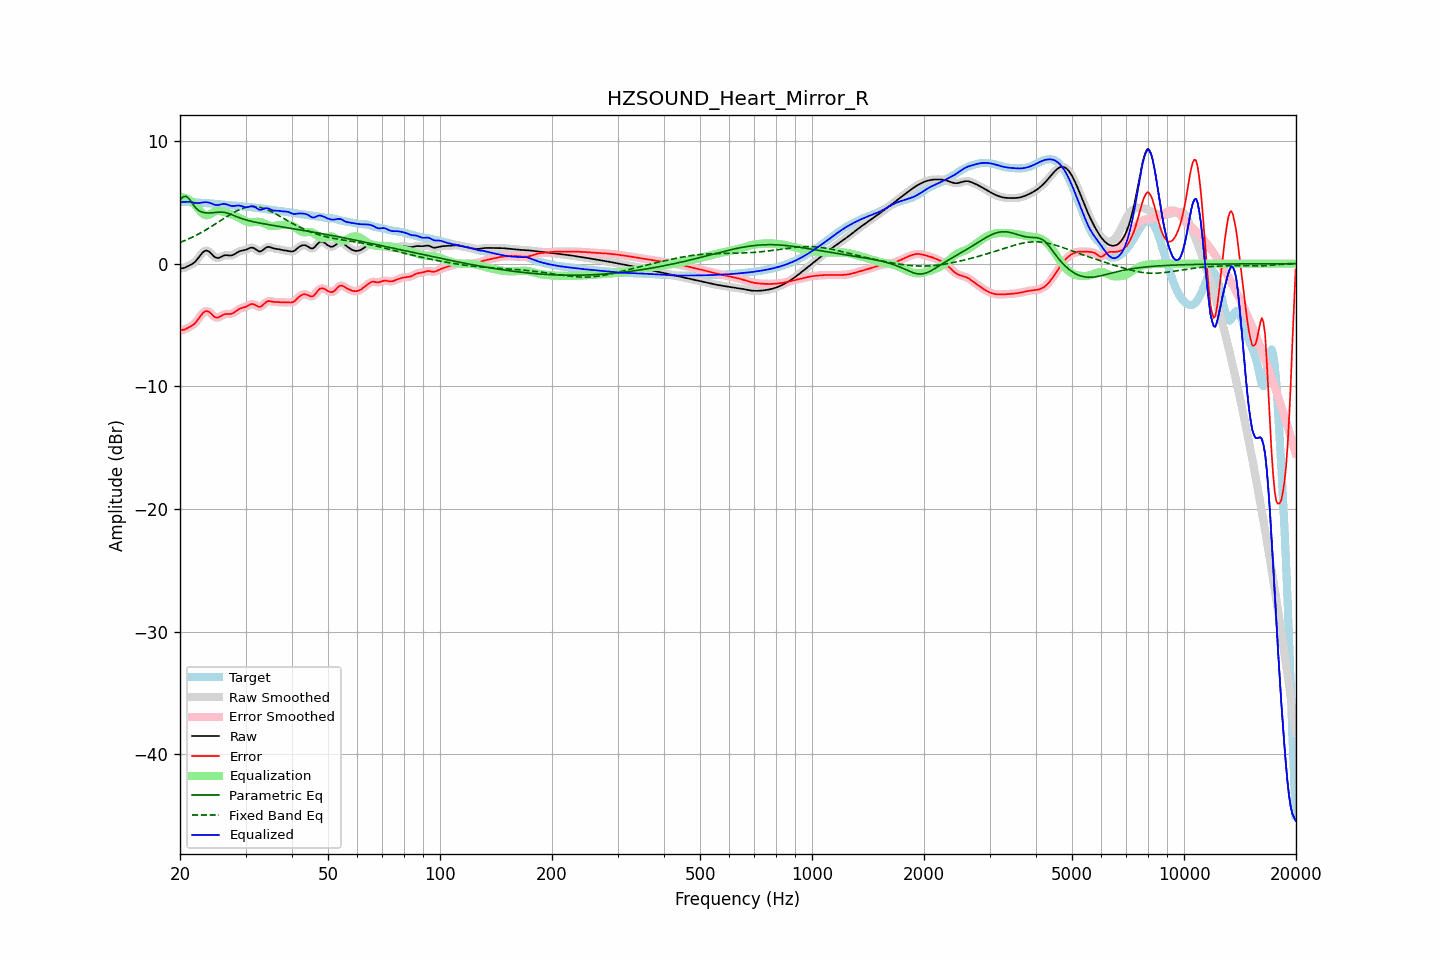 HZSOUND_Heart_Mirror_R
10
0
−10
−20
−30
−40
Amplitude (dBr)
Target
Raw Smoothed
Error Smoothed
Raw
Error
Equalization
Parametric Eq
Fixed Band Eq
Equalized
20
50
100
200
500
1000
2000
5000
10000
20000
Frequency (Hz)